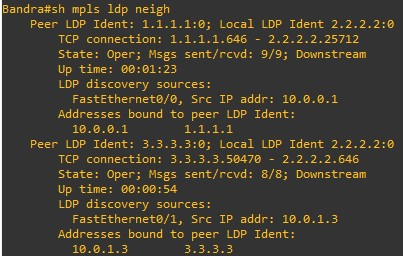 Bandra#sh mpls ldp neigh
Peer LDP Ident: 1.1.1.1:0; Local LDP Ident 2.2.2.2:0
TCP connection: 1.1.1.1.646 - 2.2.2.2.25712
State: Oper; Msgs sent/rcvd: 9/9; Downstream
Up time: 00:01:23
LDP discovery sources:
FastEthernet0/0, Src IP addr: 10.0.0.1
Addresses bound to peer LDP Ident:
10.0.0.1 1.1.1.1
Peer LDP Ident: 3.3.3.3:0; Local LDP Ident 2.2.2.2:0
TCP connection: 3.3.3.3.50470 - 2.2.2.2.646
State: Oper; Msgs sent/rcvd: 8/8; Downstream
Up time: 00:00:54
LDP discovery sources:
FastEthernet0/1, Src IP addr: 10.0.1.3
Addresses bound to peer LDP Ident:
10.0.1.3 3.3.3.3